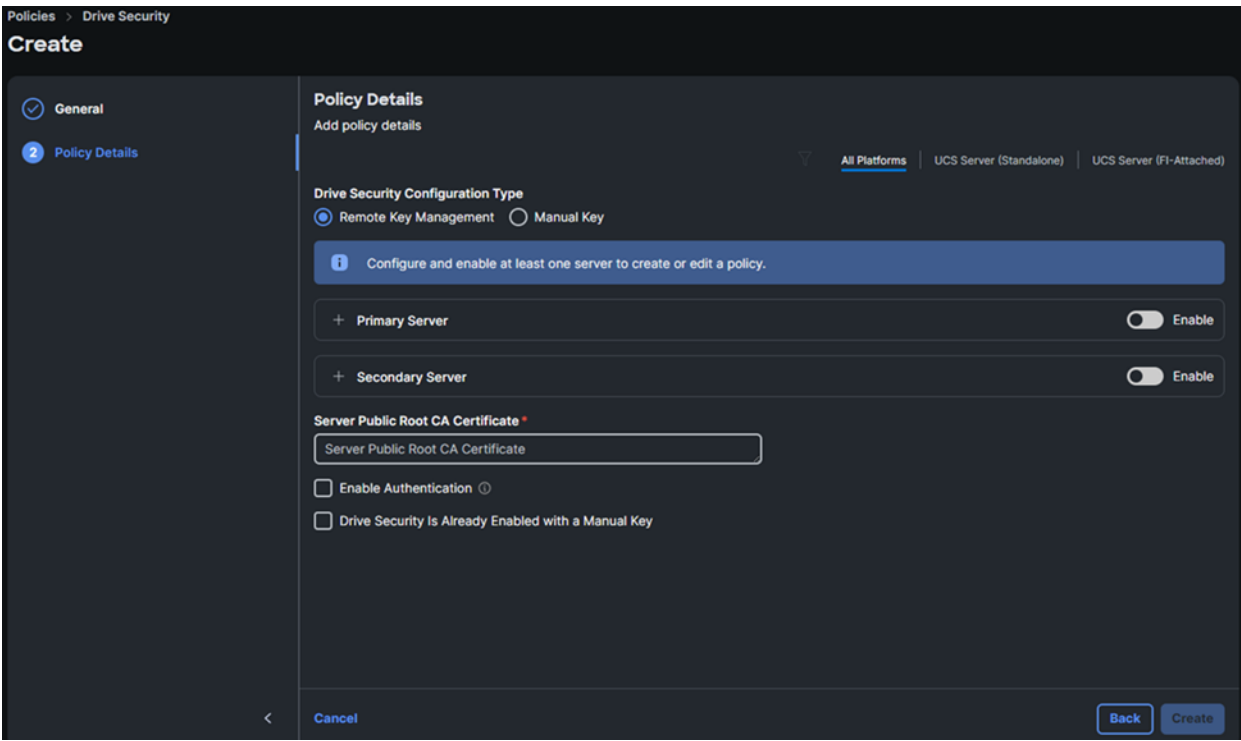 Policies > Drive Security
Create
General
2 Policy Details
Policy Details
Add policy details
All Platforms | UCS Server (Standalone) | UCS Server (FI-Attached)
Drive Security Configuration Type
Remote Key Management Manual Key
i Configure and enable at least one server to create or edit a policy.
+ Primary Server Enable
+ Secondary Server Enable
Server Public Root CA Certificate *
Server Public Root CA Certificate
Enable Authentication
Drive Security Is Already Enabled with a Manual Key
< Cancel Back Create